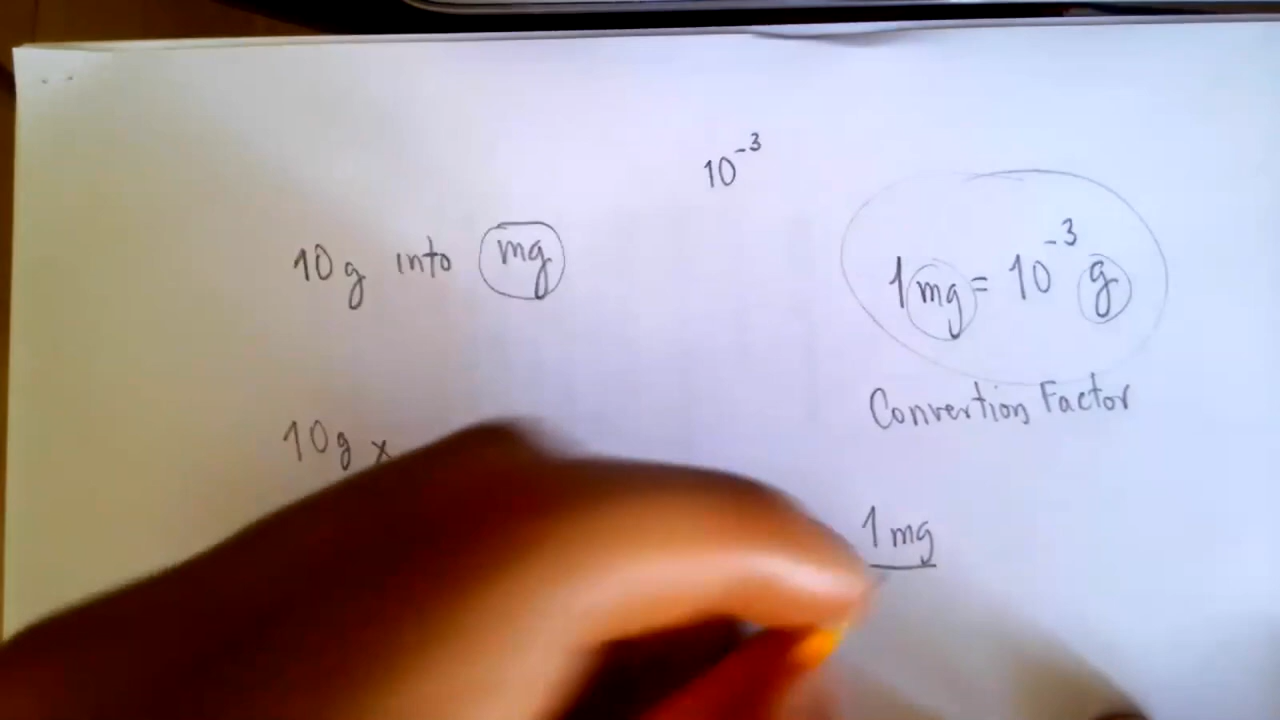 10⁻³
10g into mg
1mg = 10⁻³ g
Convertion Factor
10g x
1mg